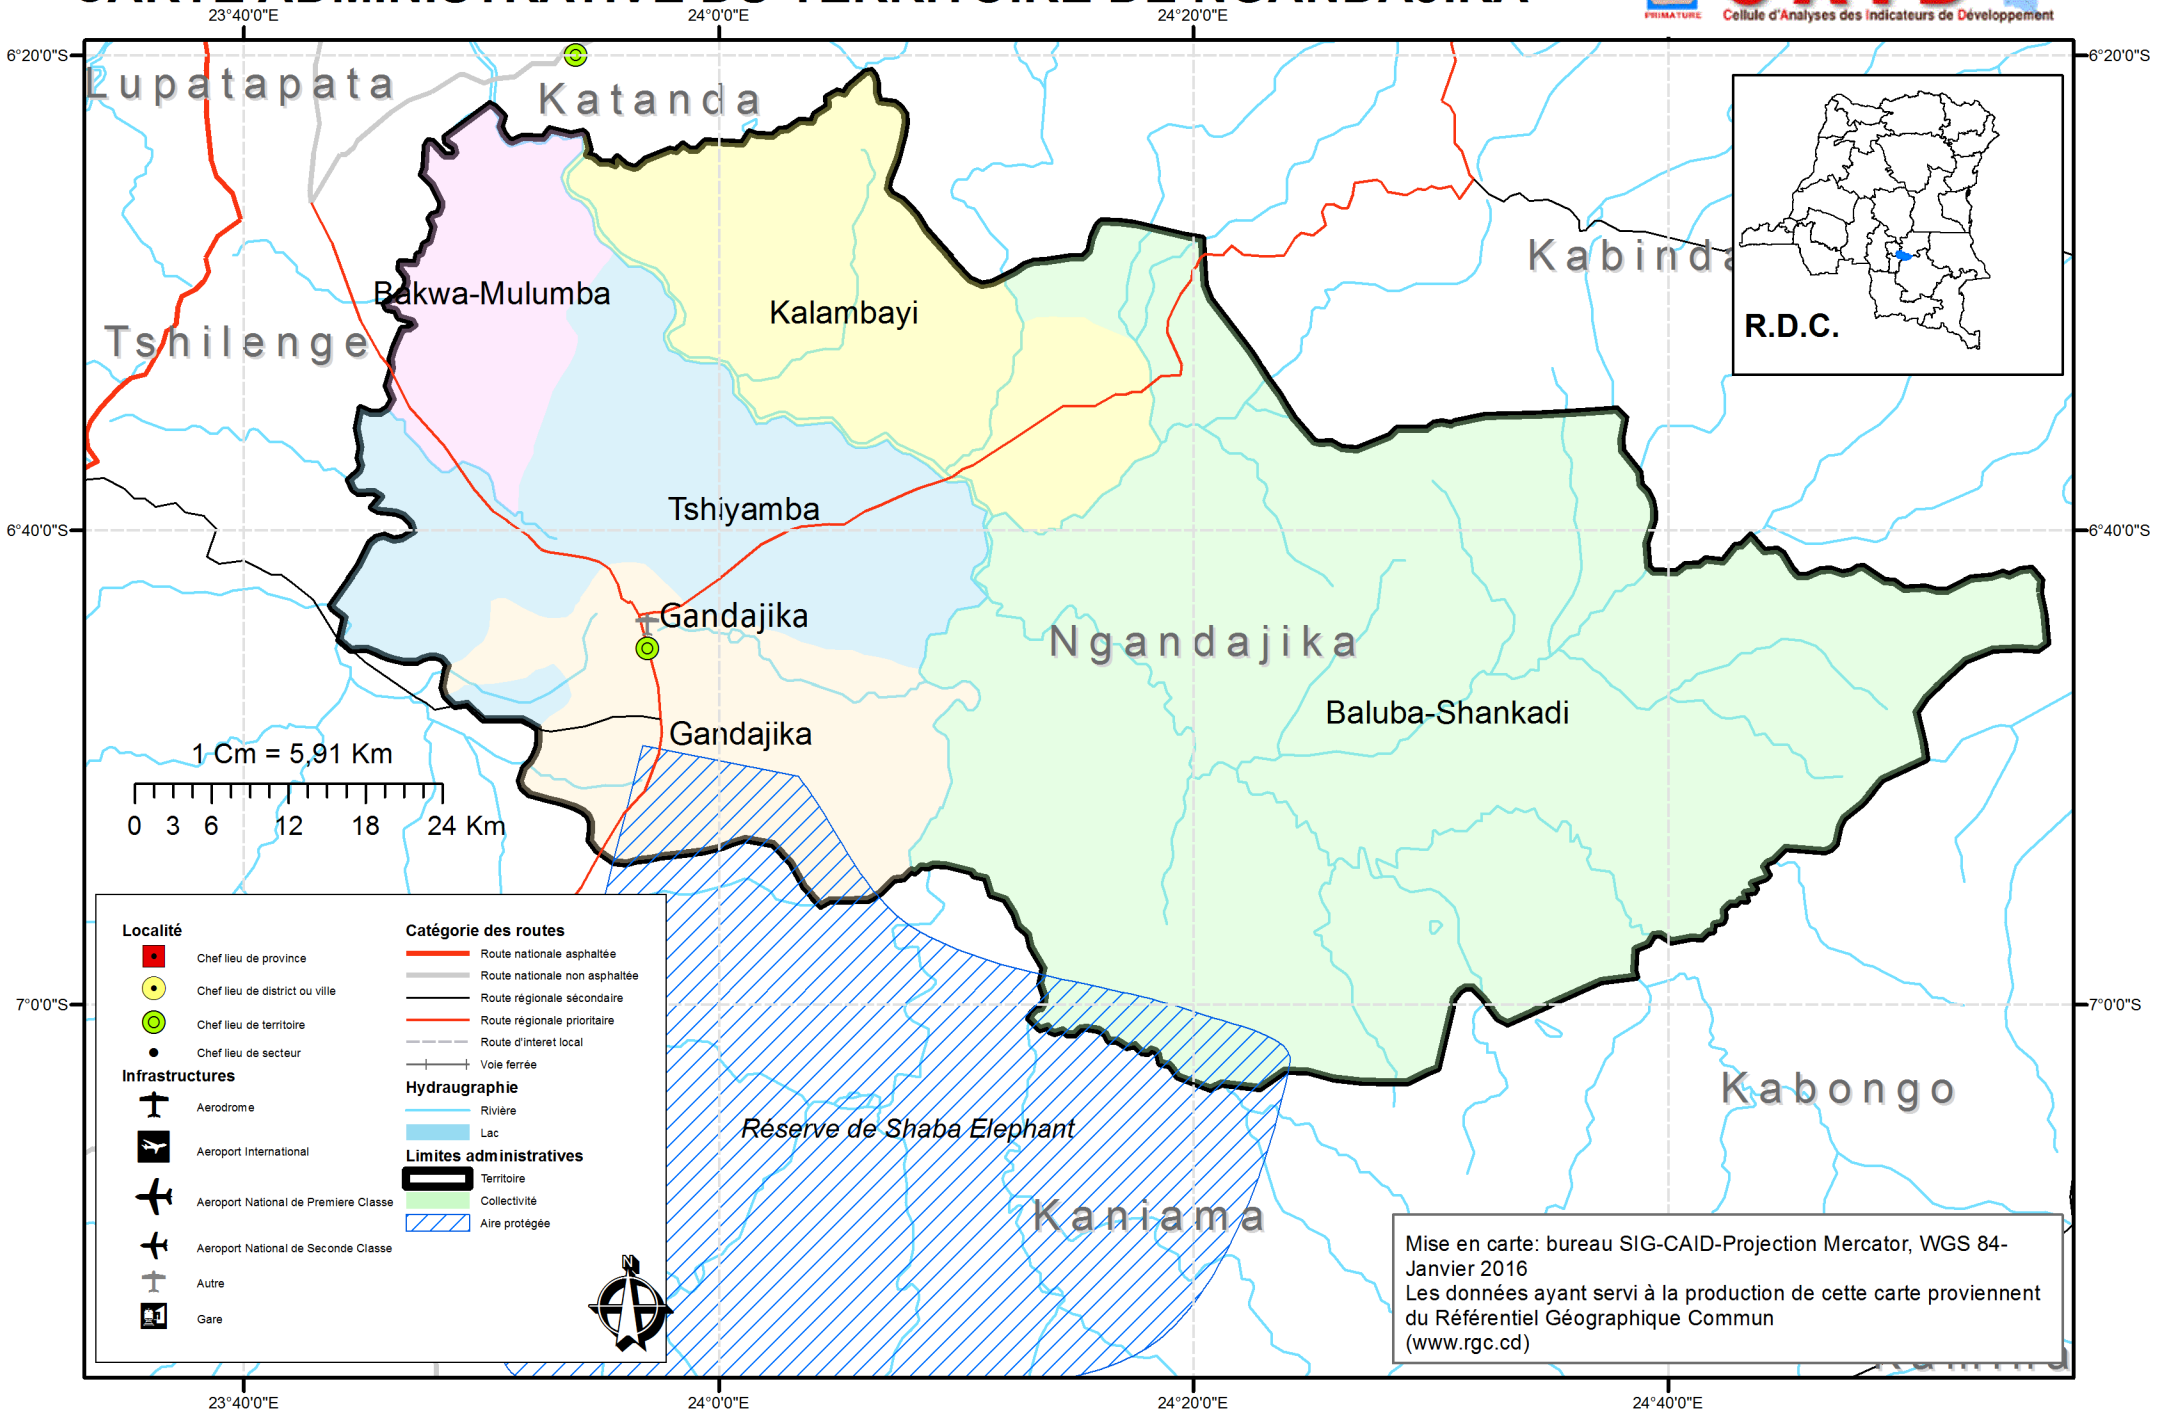 CARTE ADMINISTRATIVE DU TERRITOIRE DE NGANDAJIKA
PRIMATURE
Cellule d'Analyses des Indicateurs de Développement
23°40'0"E
24°0'0"E
24°20'0"E
6°20'0"S
6°20'0"S
Lupatapata
Katanda
Kabinda
R.D.C.
Bakwa-Mulumba
Kalambayi
Tshilenge
Tshiyamba
6°40'0"S
6°40'0"S
Gandajika
Ngandajika
Baluba-Shankadi
Gandajika
1 Cm = 5,91 Km
0 3 6 12 18 24 Km
7°0'0"S
7°0'0"S
Localité
Chef lieu de province
Chef lieu de district ou ville
Chef lieu de territoire
Chef lieu de secteur
Infrastructures
Aerodrome
Aeroport International
Aeroport National de Premiere Classe
Aeroport National de Seconde Classe
Autre
Gare
Catégorie des routes
Route nationale asphaltée
Route nationale non asphaltée
Route régionale sécondaire
Route régionale prioritaire
Route d'interet local
Voie ferrée
Hydraugraphie
Rivière
Lac
Limites administratives
Territoire
Collectivité
Aire protégée
N
Réserve de Shaba Elephant
Kabongo
Kaniama
Mise en carte: bureau SIG-CAID-Projection Mercator, WGS 84-
Janvier 2016
Les données ayant servi à la production de cette carte proviennent
du Référentiel Géographique Commun
(www.rgc.cd)
23°40'0"E
24°0'0"E
24°20'0"E
24°40'0"E